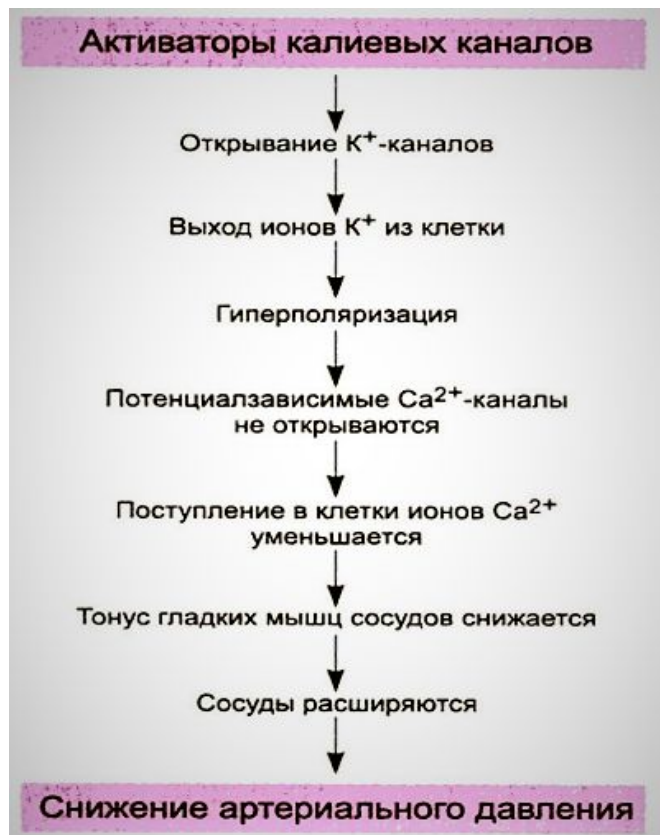 Активаторы калиевых каналов
Открывание K⁺-каналов
Выход ионов K⁺ из клетки
Гиперполяризация
Потенциалзависимые Ca²⁺-каналы
не открываются
Поступление в клетки ионов Ca²⁺
уменьшается
Тонус гладких мышц сосудов снижается
Сосуды расширяются
Снижение артериального давления